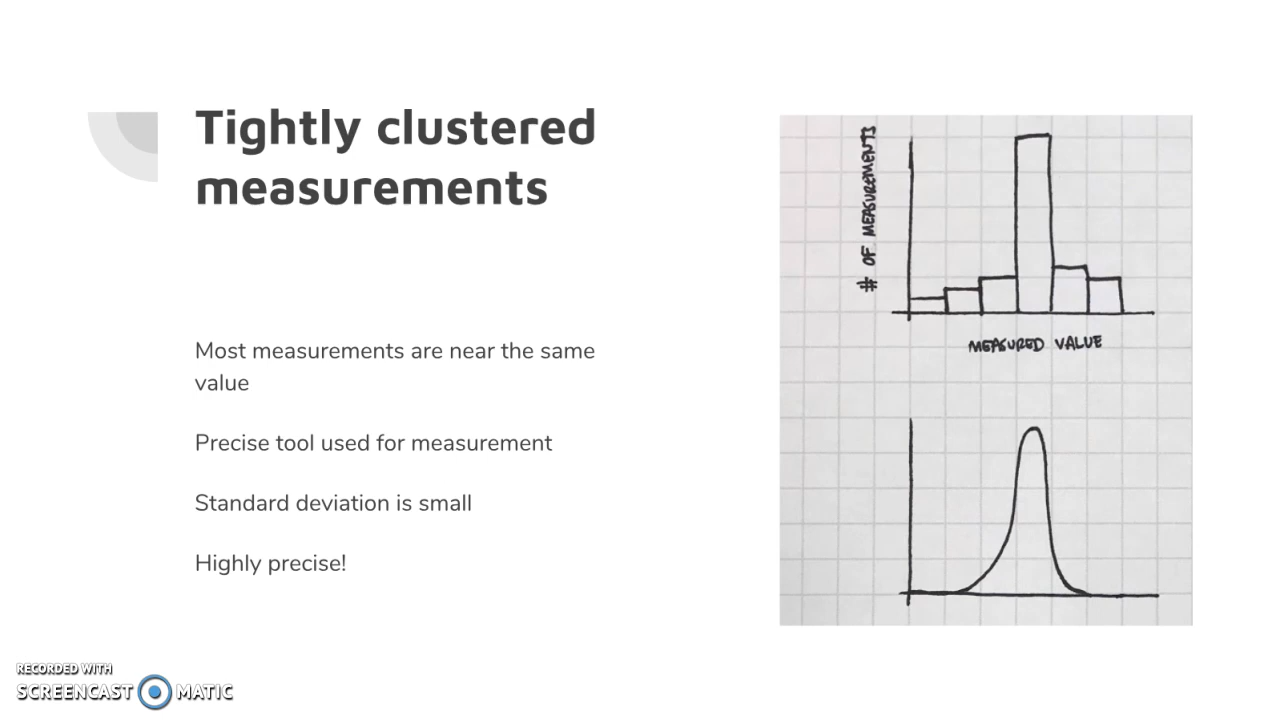 Tightly clustered
measurements
Most measurements are near the same
value
Precise tool used for measurement
Standard deviation is small
Highly precise!
# OF MEASUREMENTS
MEASURED VALUE
RECORDED WITH
SCREENCAST MATIC